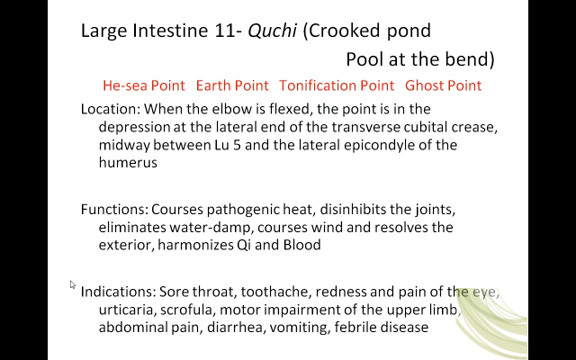 Large Intestine 11- Quchi (Crooked pond
Pool at the bend)
He-sea Point Earth Point Tonification Point Ghost Point
Location: When the elbow is flexed, the point is in the
depression at the lateral end of the transverse cubital crease,
midway between Lu 5 and the lateral epicondyle of the
humerus
Functions: Courses pathogenic heat, disinhibits the joints,
eliminates water-damp, courses wind and resolves the
exterior, harmonizes Qi and Blood
Indications: Sore throat, toothache, redness and pain of the eye,
urticaria, scrofula, motor impairment of the upper limb,
abdominal pain, diarrhea, vomiting, febrile disease